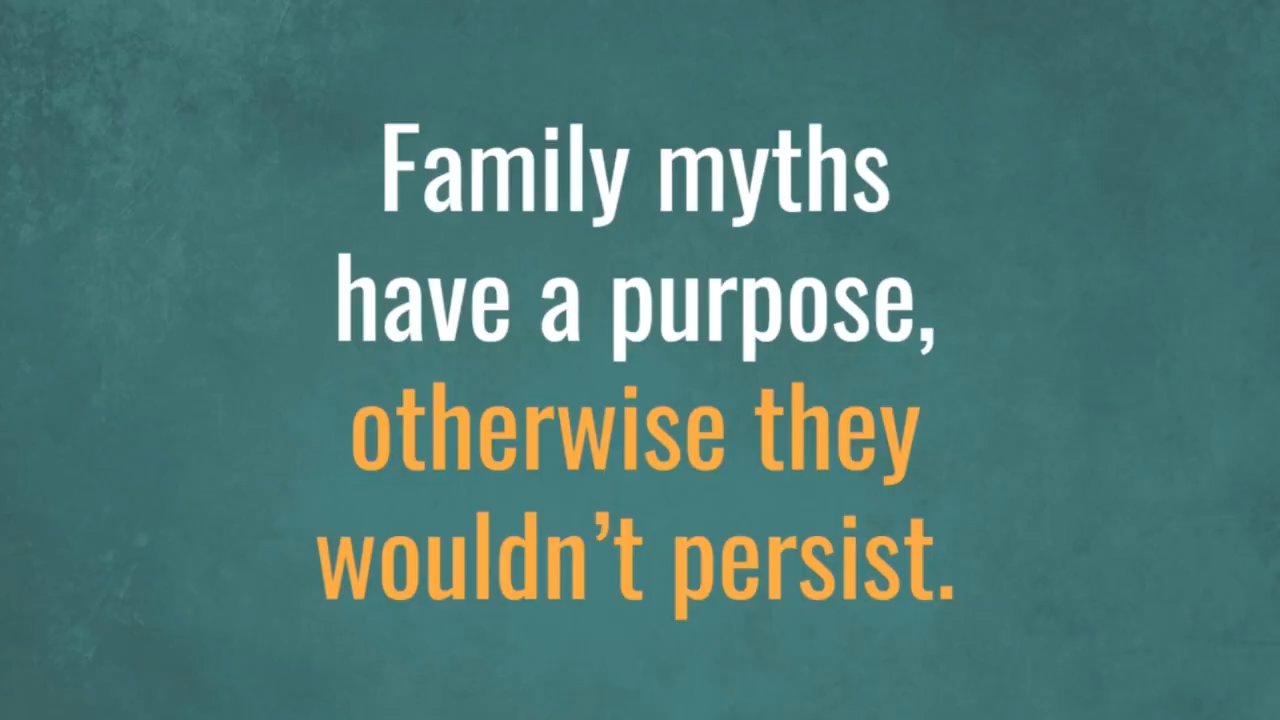 Family myths
have a purpose,
otherwise they
wouldn’t persist.